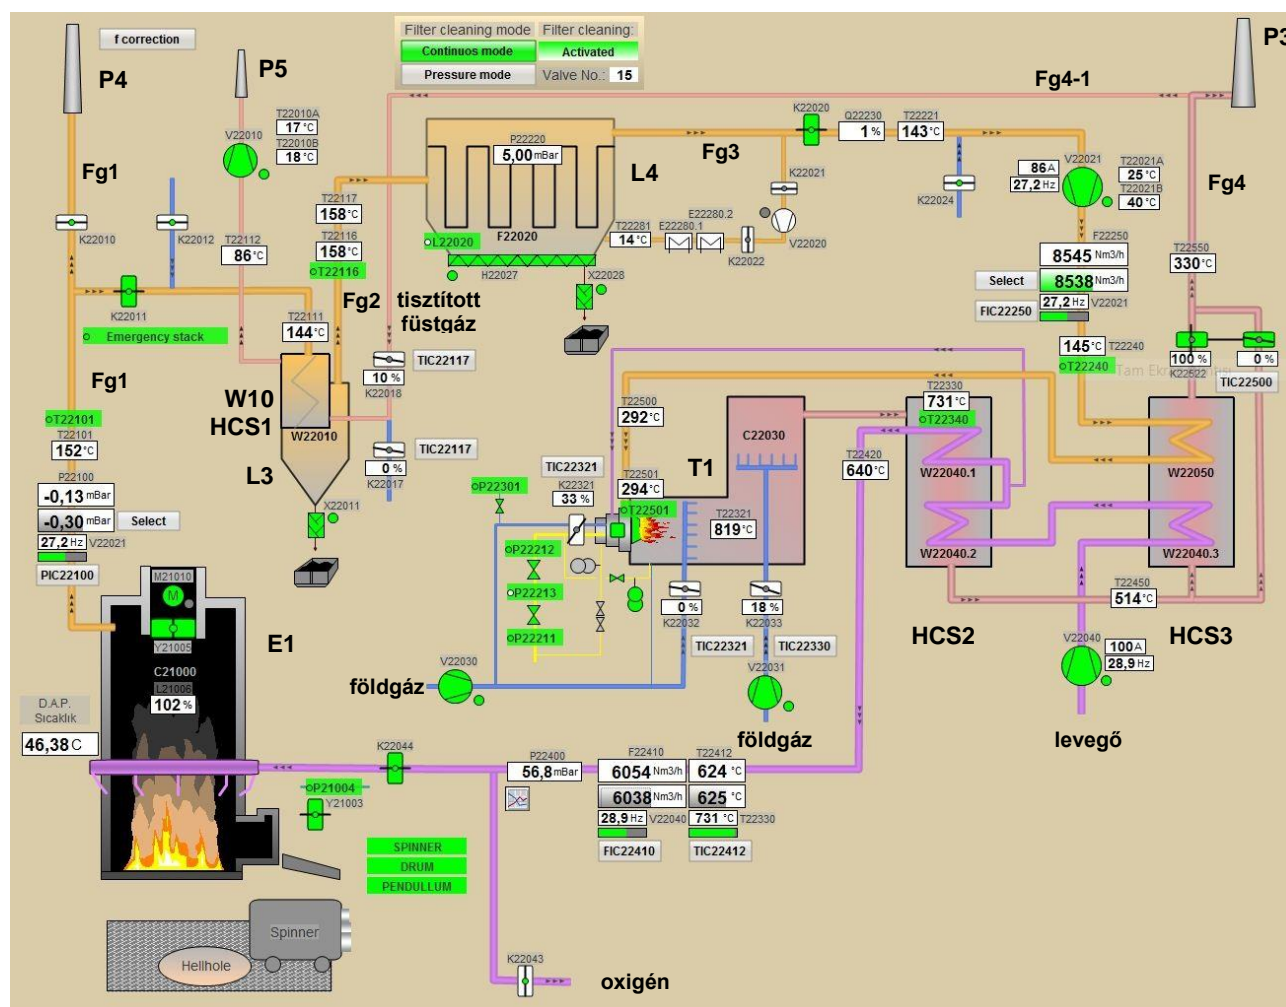 Filter cleaning mode
Filter cleaning:
Continuos mode
Activated
Pressure mode
Valve No.: 15
f correction
P4
P5
P3
Fg4-1
V22010
T22010A
17 °C
T22010B
18 °C
P22220
5,00 mBar
L4
F22020
L22020
H22027
X22028
Fg3
K22020
Q22230
1 %
T22221
143 °C
K22021
V22020
K22024
86 A
27,2 Hz
V22021
T22021A
25 °C
T22021B
40 °C
Fg4
Fg1
K22010
K22012
T22112
86 °C
T22117
158 °C
T22116
158 °C
T22116
Fg2
tisztított
füstgáz
T22281
14 °C
E22280.1
E22280.2
K22022
F22250
8545 Nm3/h
Select
8538 Nm3/h
27,2 Hz V22021
FIC22250
T22550
330 °C
K22011
Emergency stack
T22111
144 °C
10 %
K22018
TIC22117
145 °C T22240
T22240
Tam Ekran
100 %
K22522
0 %
TIC22500
Fg1
W10
HCS1
W22010
L3
0 %
K22017
TIC22117
X22011
T22101
T22101
152 °C
P22100
-0,13 mBar
-0,30 mBar
Select
27,2 Hz V22021
PIC22100
T22500
292 °C
T22501
294 °C
T22501
TIC22321
K22321
33 %
P22301
P22212
P22213
P22211
T1
C22030
T22321
819 °C
T22330
731 °C
T22340
T22420
640 °C
W22040.1
W22040.2
W22050
W22040.3
T22450
514 °C
HCS2
HCS3
0 %
K22032
TIC22321
18 %
K22033
TIC22330
V22030
földgáz
V22031
földgáz
V22040
100 A
28,9 Hz
levegő
M21010
M
Y21005
E1
C21000
L21006
102 %
D.A.P.
Sıcaklık
46,38 C
K22044
P21004
Y21003
P22400
56,8 mBar
F22410
6054 Nm3/h
6038 Nm3/h
28,9 Hz V22040
FIC22410
T22412
624 °C
625 °C
731 °C T22330
TIC22412
SPINNER
DRUM
PENDULLUM
Spinner
Hellhole
K22043
oxigén